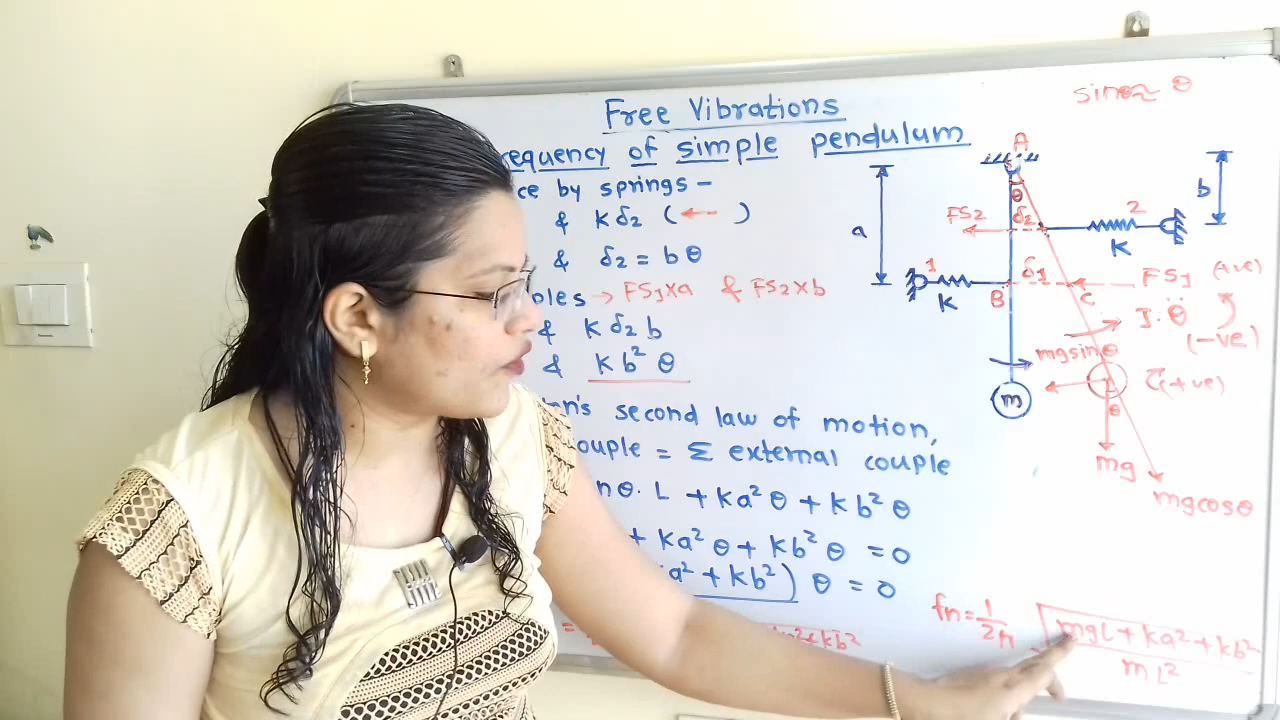 Free Vibrations
requency of simple pendulum
ce by springs -
& Kδ2 (←)
& δ2 = bθ
ples → FS1×a & FS2×b
& Kδ2 b
& Kb² θ
n's second law of motion,
ouple = Σ external couple
nθ. L + Ka²θ + Kb²θ
+ Ka²θ + Kb²θ = 0
a² + Kb²) θ = 0
=
fn = 1/2π √(mgL + Ka² + Kb² / mL²)
sinθ ≈ θ
A
θ
b
a
FS2
δ2
2
K
1
K
B
δ1
C
FS1 (+ve)
I.θ̈
(-ve)
mgsinθ
(+ve)
m
θ
mg
mgcosθ